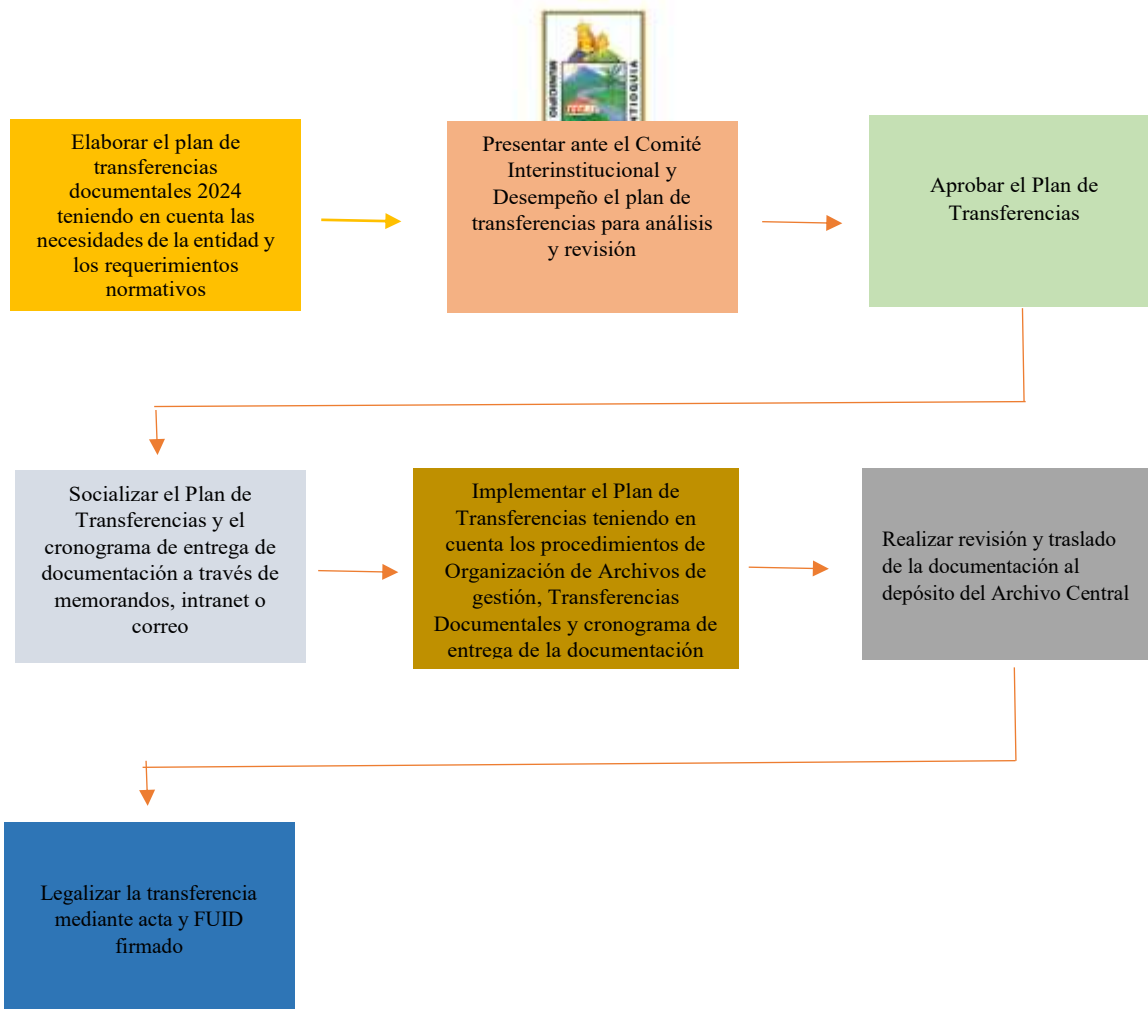 MUNICIPIO
ANTIOQUIA
Elaborar el plan de
transferencias
documentales 2024
teniendo en cuenta las
necesidades de la entidad y
los requerimientos
normativos
Presentar ante el Comité
Interinstitucional y
Desempeño el plan de
transferencias para análisis
y revisión
Aprobar el Plan de
Transferencias
Socializar el Plan de
Transferencias y el
cronograma de entrega de
documentación a través de
memorandos, intranet o
correo
Implementar el Plan de
Transferencias teniendo en
cuenta los procedimientos de
Organización de Archivos de
gestión, Transferencias
Documentales y cronograma de
entrega de la documentación
Realizar revisión y traslado
de la documentación al
depósito del Archivo Central
Legalizar la transferencia
mediante acta y FUID
firmado